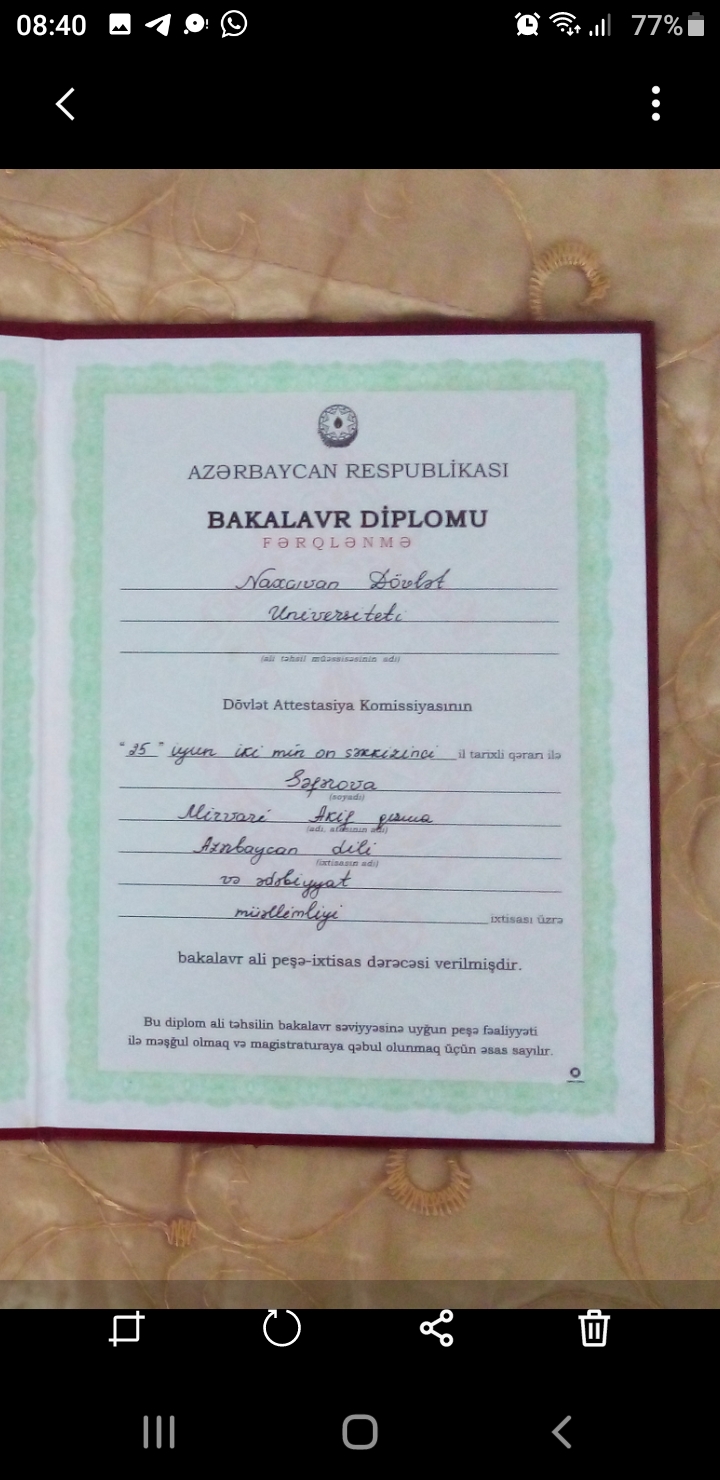 08:40
77%
AZƏRBAYCAN RESPUBLİKASI
BAKALAVR DİPLOMU
FƏRQLƏNMƏ
Naxçıvan Dövlət
Universiteti
(ali təhsil müəssisəsinin adı)
Dövlət Attestasiya Komissiyasının
"25" iyun iki min on səkkizinci il tarixli qərarı ilə
Səfərova
(soyadı)
Mirvari Akif qızına
(adı, atasının adı)
Azərbaycan dili
(ixtisasın adı)
və ədəbiyyat
müəllimliyi ixtisası üzrə
bakalavr ali peşə-ixtisas dərəcəsi verilmişdir.
Bu diplom ali təhsilin bakalavr səviyyəsinə uyğun peşə fəaliyyəti
ilə məşğul olmaq və magistraturaya qəbul olunmaq üçün əsas sayılır.